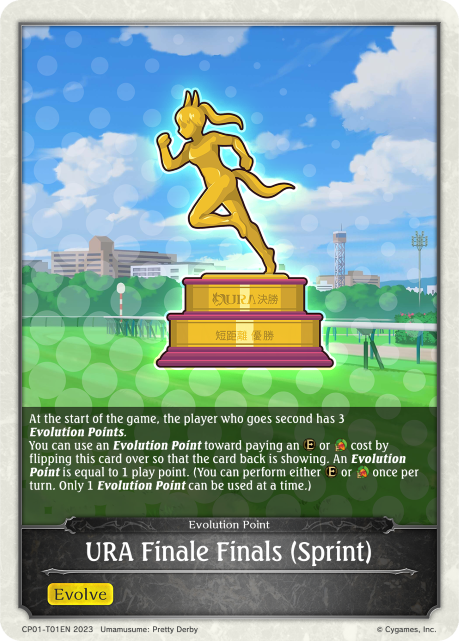 URA決勝
短距離 優勝
At the start of the game, the player who goes second has 3
Evolution Points.
You can use an Evolution Point toward paying an E or cost by
flipping this card over so that the card back is showing. An Evolution
Point is equal to 1 play point. (You can perform either E or once per
turn. Only 1 Evolution Point can be used at a time.)
Evolution Point
URA Finale Finals (Sprint)
Evolve
CP01-T01EN 2023 Umamusume: Pretty Derby © Cygames, Inc.